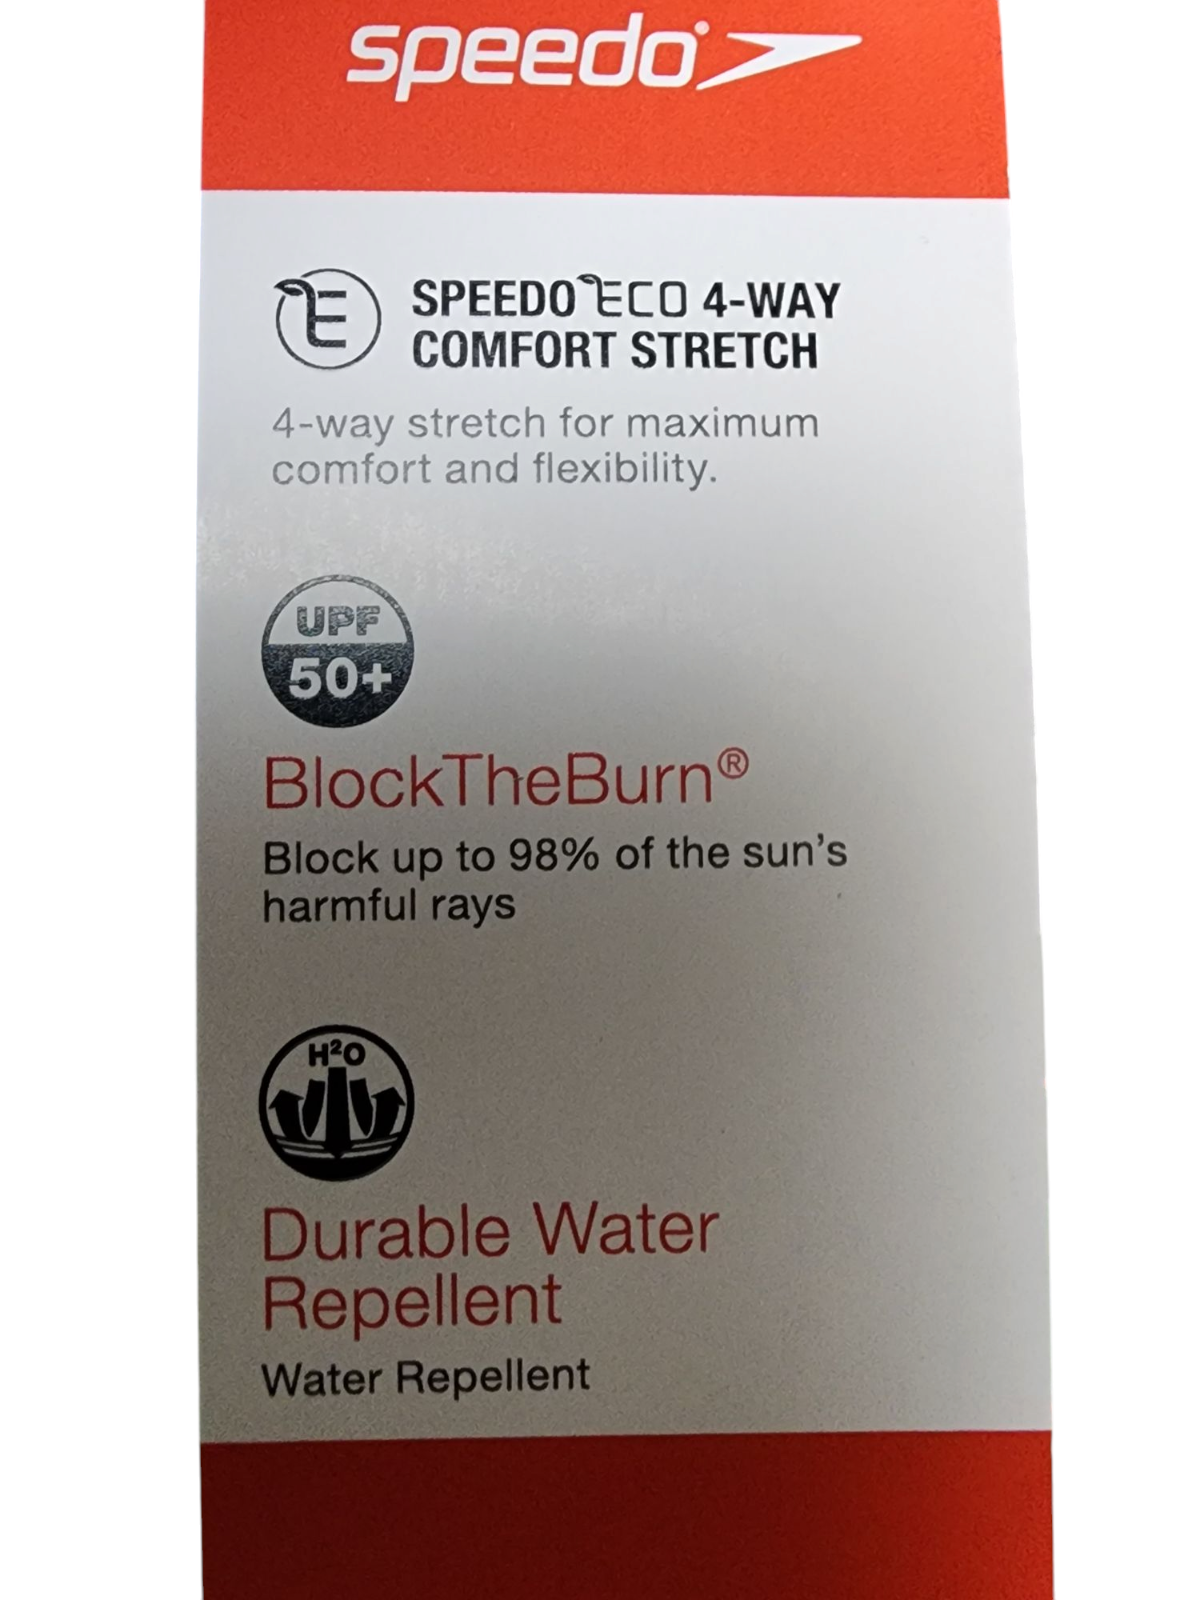 speedo
E SPEEDO ECO 4-WAY
COMFORT STRETCH
4-way stretch for maximum
comfort and flexibility.
UPF
50+
BlockTheBurn®
Block up to 98% of the sun's
harmful rays
H²O
Durable Water
Repellent
Water Repellent